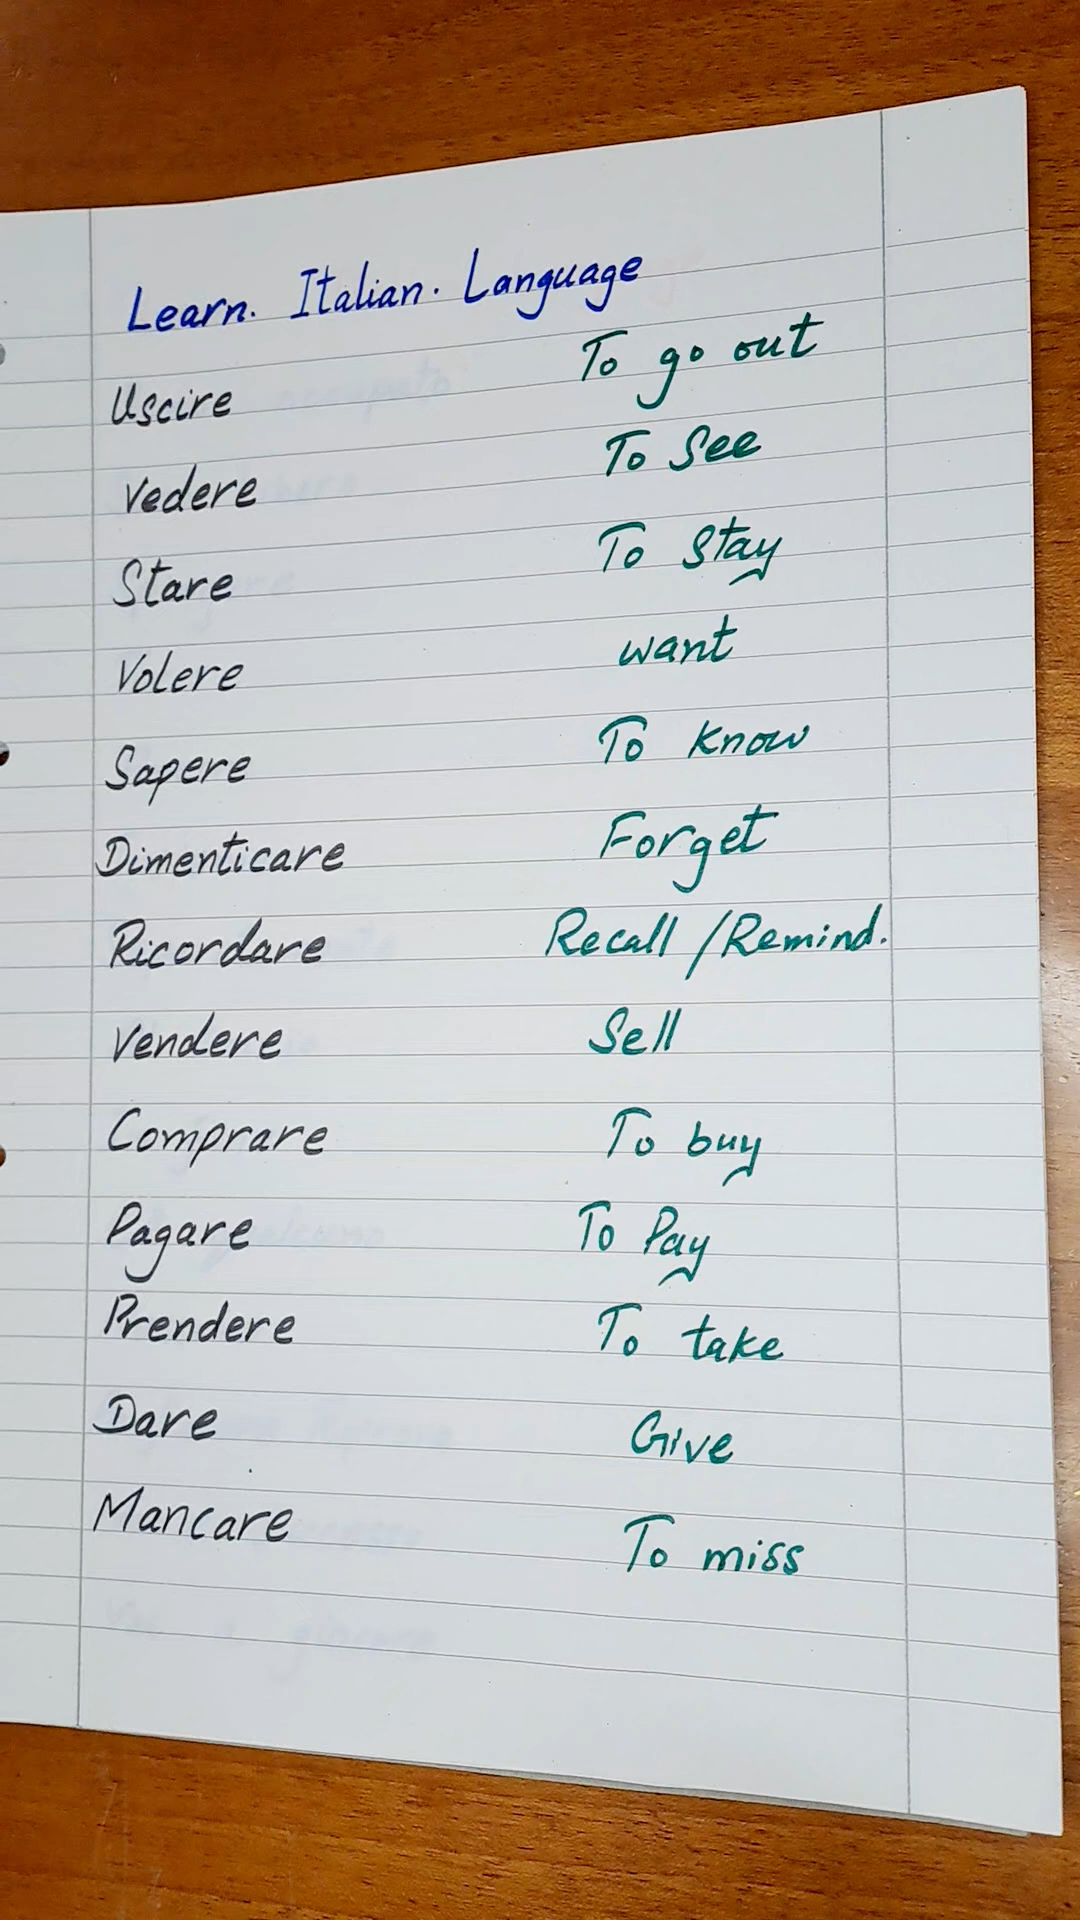 Learn. Italian. Language
Uscire To go out
Vedere To See
Stare To Stay
Volere want
Sapere To know
Dimenticare Forget
Ricordare Recall / Remind.
Vendere Sell
Comprare To buy
Pagare To Pay
Prendere To take
Dare Give
Mancare To miss